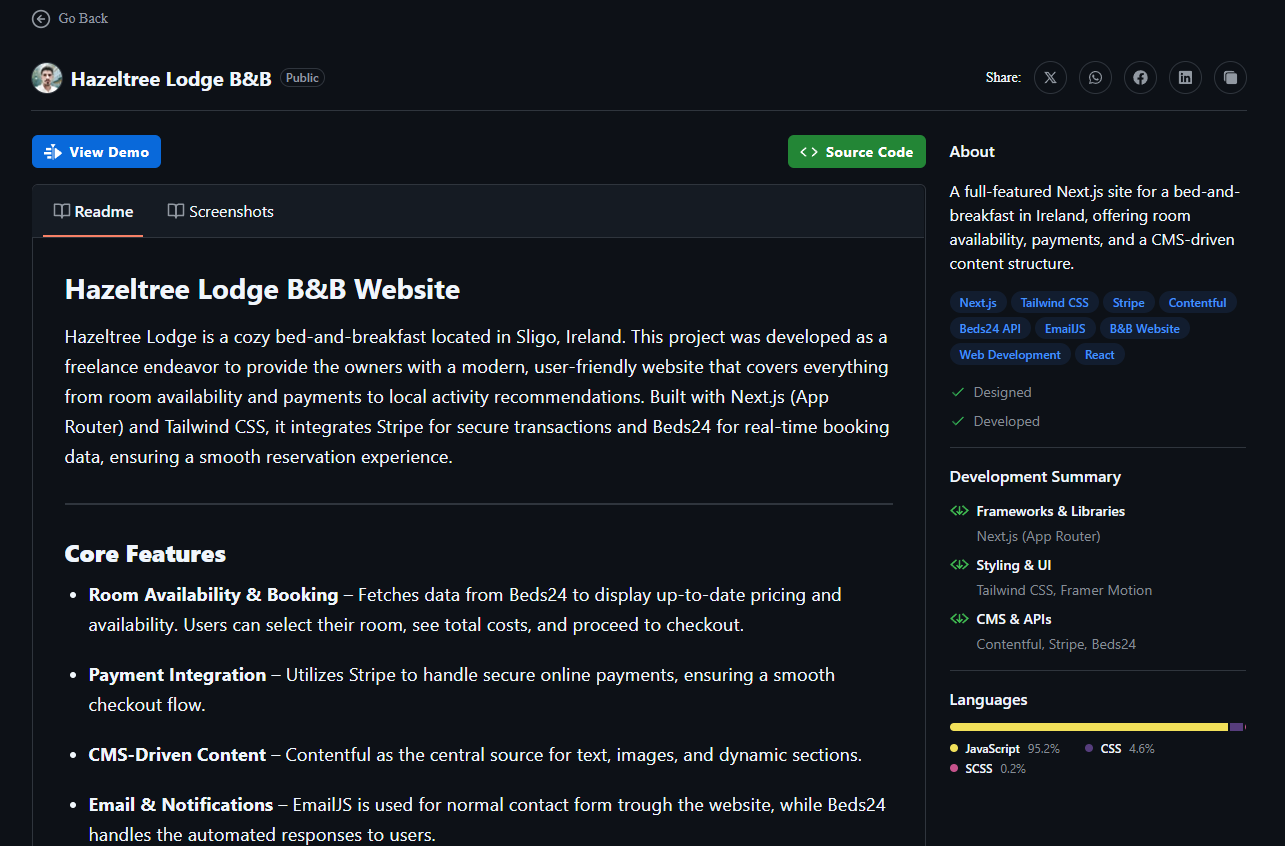 Go Back
Hazeltree Lodge B&B Public
Share:
View Demo
Source Code
Readme Screenshots
Hazeltree Lodge B&B Website
Hazeltree Lodge is a cozy bed-and-breakfast located in Sligo, Ireland. This project was developed as a
freelance endeavor to provide the owners with a modern, user-friendly website that covers everything
from room availability and payments to local activity recommendations. Built with Next.js (App
Router) and Tailwind CSS, it integrates Stripe for secure transactions and Beds24 for real-time booking
data, ensuring a smooth reservation experience.
Core Features
• Room Availability & Booking – Fetches data from Beds24 to display up-to-date pricing and
availability. Users can select their room, see total costs, and proceed to checkout.
• Payment Integration – Utilizes Stripe to handle secure online payments, ensuring a smooth
checkout flow.
• CMS-Driven Content – Contentful as the central source for text, images, and dynamic sections.
• Email & Notifications – EmailJS is used for normal contact form trough the website, while Beds24
handles the automated responses to users.
About
A full-featured Next.js site for a bed-and-
breakfast in Ireland, offering room
availability, payments, and a CMS-driven
content structure.
Next.js Tailwind CSS Stripe Contentful
Beds24 API EmailJS B&B Website
Web Development React
Designed
Developed
Development Summary
Frameworks & Libraries
Next.js (App Router)
Styling & UI
Tailwind CSS, Framer Motion
CMS & APIs
Contentful, Stripe, Beds24
Languages
JavaScript 95.2% CSS 4.6%
SCSS 0.2%